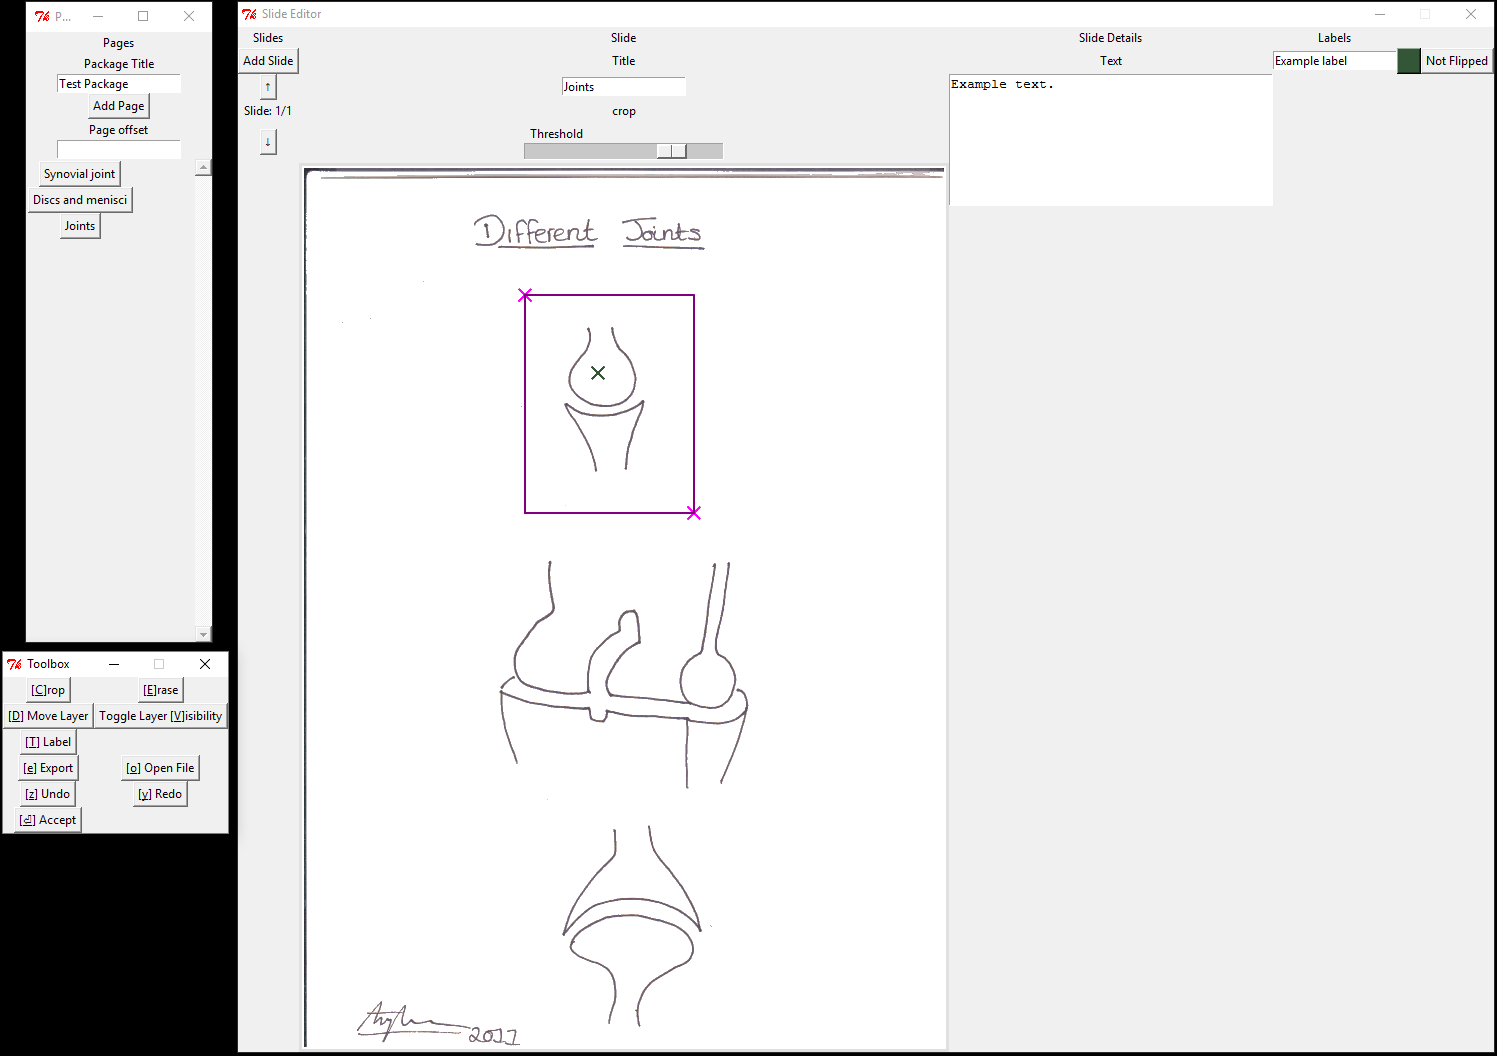 P...
Pages
Package Title
Test Package
Add Page
Page offset
Synovial joint
Discs and menisci
Joints
Toolbox
[C]rop
[E]rase
[D] Move Layer
Toggle Layer [V]isibility
[T] Label
[e] Export
[o] Open File
[z] Undo
[y] Redo
[⏎] Accept
Slide Editor
Slides
Add Slide
↑
Slide: 1/1
↓
Slide
Title
Joints
crop
Threshold
Different Joints
2011
Slide Details
Text
Example text.
Labels
Example label
Not Flipped